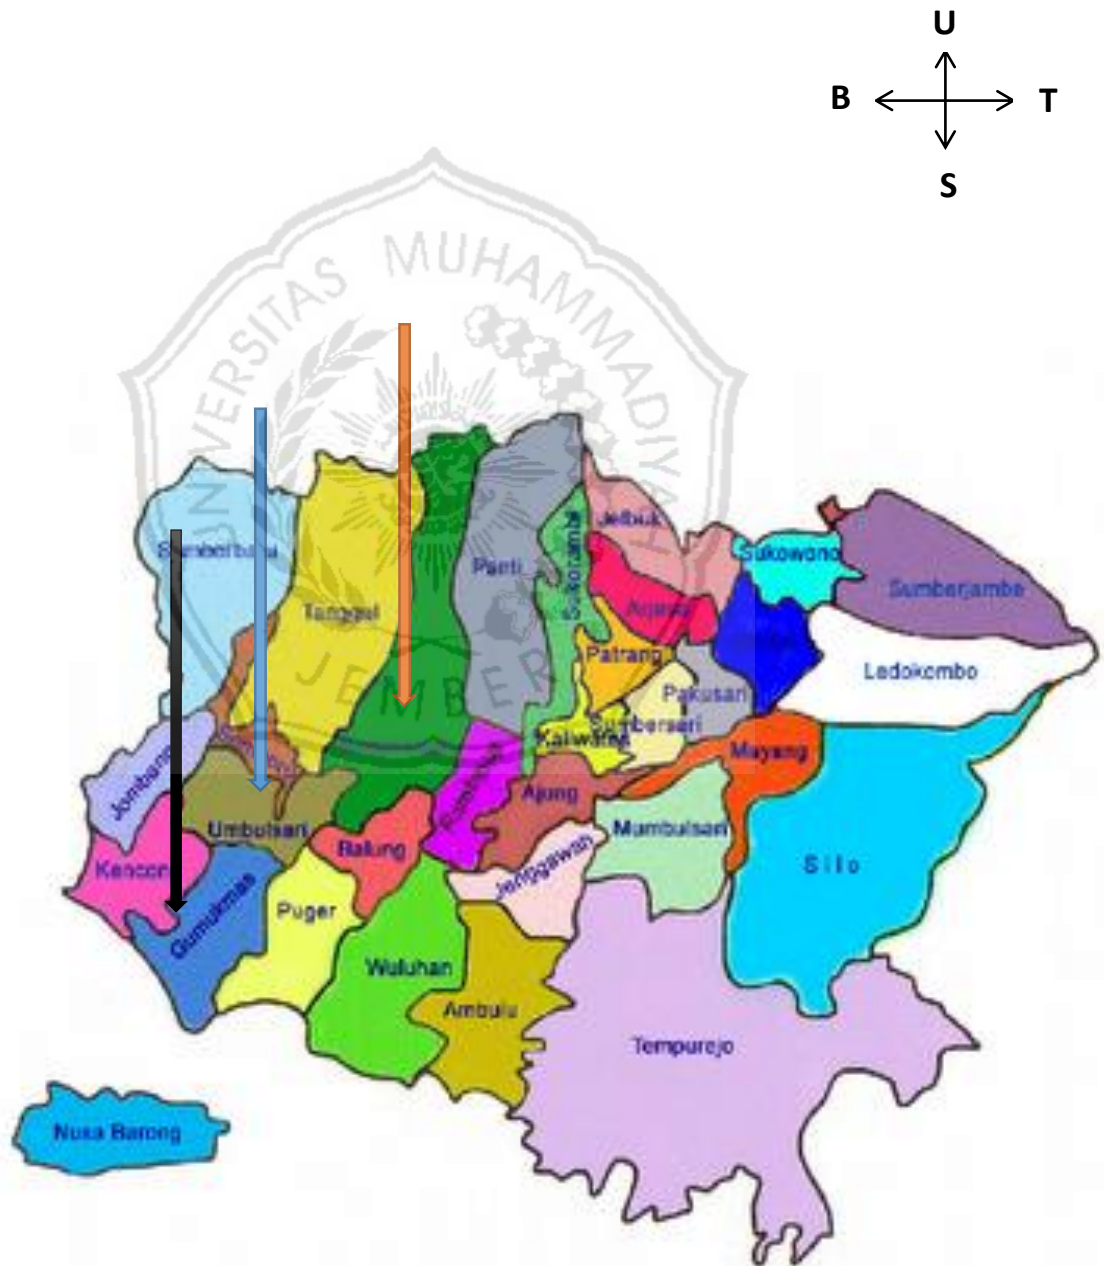 U
B T
S
UNIVERSITAS MUHAMMADIYAH
JEMBER
Jelbuk
Sukowono
Sumberbaru
Panti
Sukorambi
Sumberjambe
Tanggul
Arjasa
Patrang
Ledokombo
Pakusari
Sumbersari
Kaliwates
Mayang
Jombang
Ajung
Umbulsari
Mumbulsari
Balung
Kencon
Jenggawah
Silo
Gumukmas
Puger
Wuluhan
Ambulu
Tempurejo
Nusa Barong